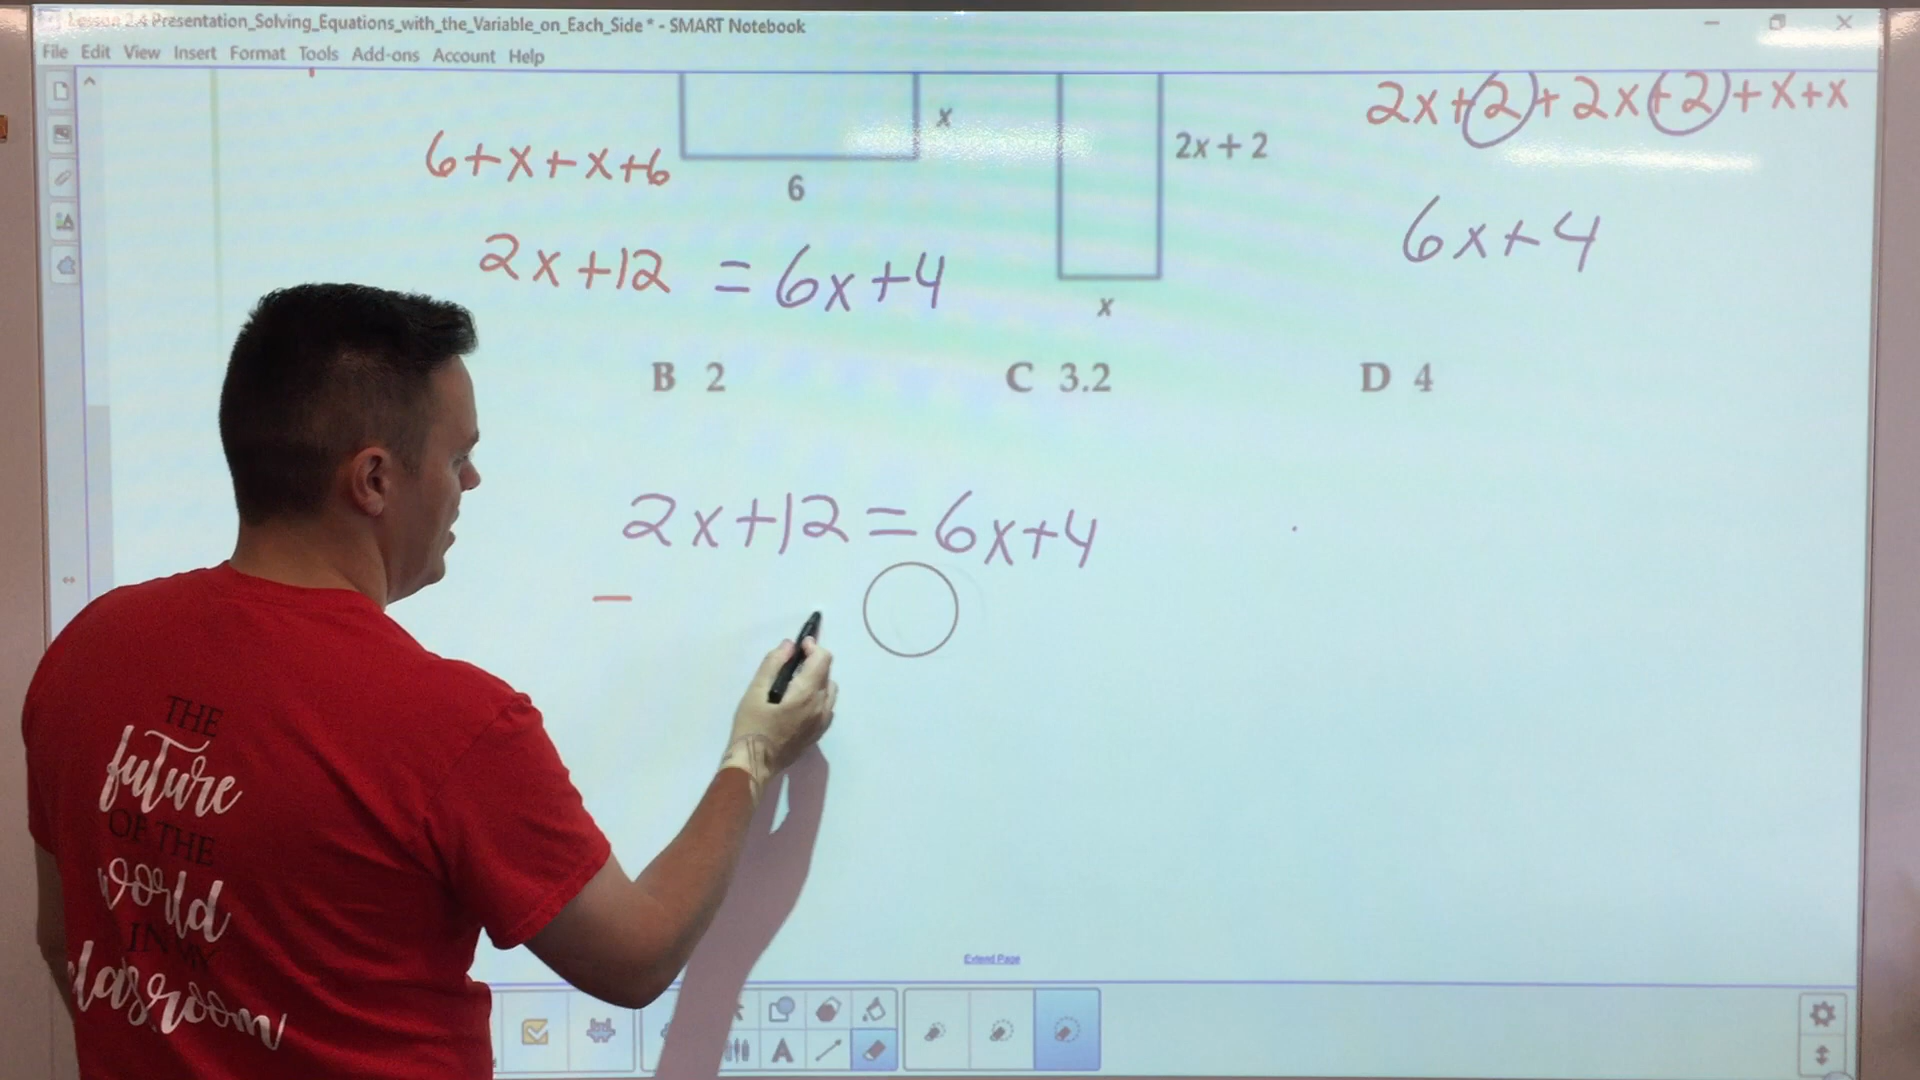 Lesson 2.4 Presentation_Solving_Equations_with_the_Variable_on_Each_Side * - SMART Notebook
File Edit View Insert Format Tools Add-ons Account Help
2x+2+2x+2+x+x
x
2x + 2
6+x+x+6
6
6x+4
2x+12 = 6x+4
x
B 2 C 3.2 D 4
2x+12=6x+4
−
THE
future
OF THE
world
IN MY
classroom
Extend Page
A